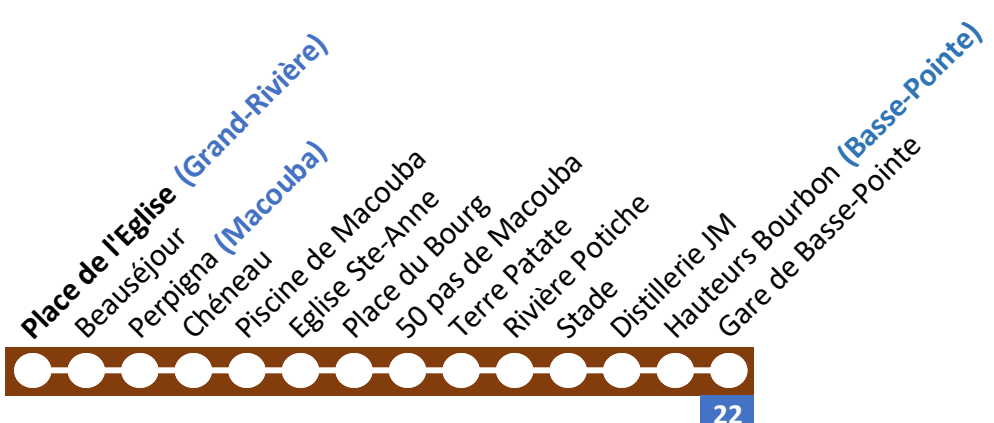 Place de l'Eglise (Grand-Rivière)
Beauséjour
Perpigna (Macouba)
Chéneau
Piscine de Macouba
Eglise Ste-Anne
Place du Bourg
50 pas de Macouba
Terre Patate
Rivière Potiche
Stade
Distillerie JM
Hauteurs Bourbon (Basse-Pointe)
Gare de Basse-Pointe
22